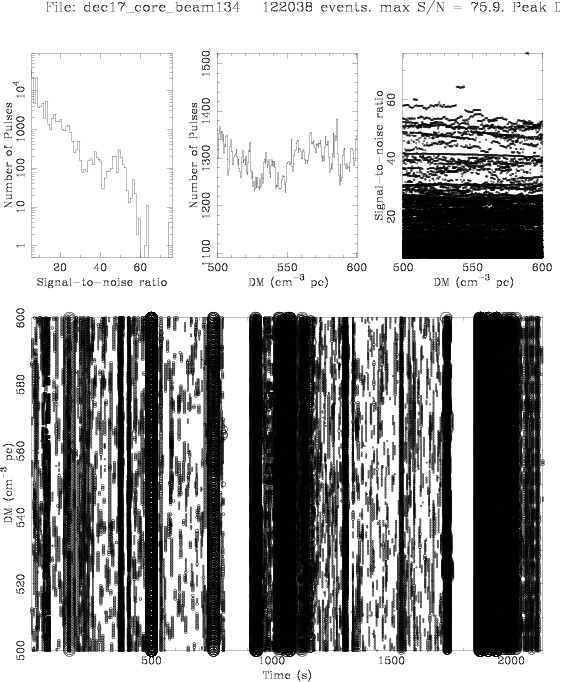 File: dec17_core_beam134 122038 events. max S/N = 75.9. Peak D
Number of Pulses
1 10 100 1000 10⁴
20 40 60
Signal-to-noise ratio
Number of Pulses
1100 1200 1300 1400 1500
500 550 600
DM (cm⁻³ pc)
Signal-to-noise ratio
20 40 60
500 550 600
DM (cm⁻³ pc)
DM (cm⁻³ pc)
500 520 540 560 580 600
500 1000 1500 2000
Time (s)